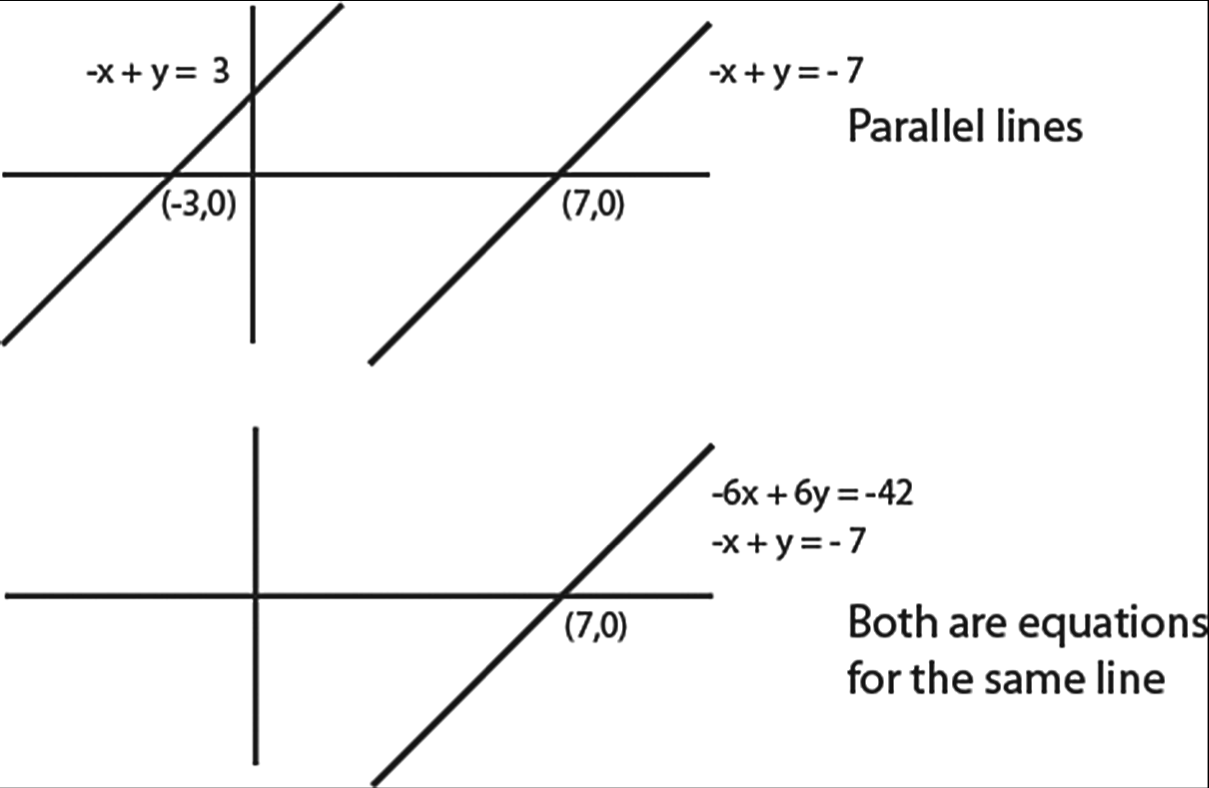 -x + y = 3
-x + y = - 7
Parallel lines
(-3,0)
(7,0)
-6x + 6y = -42
-x + y = - 7
(7,0)
Both are equations
for the same line